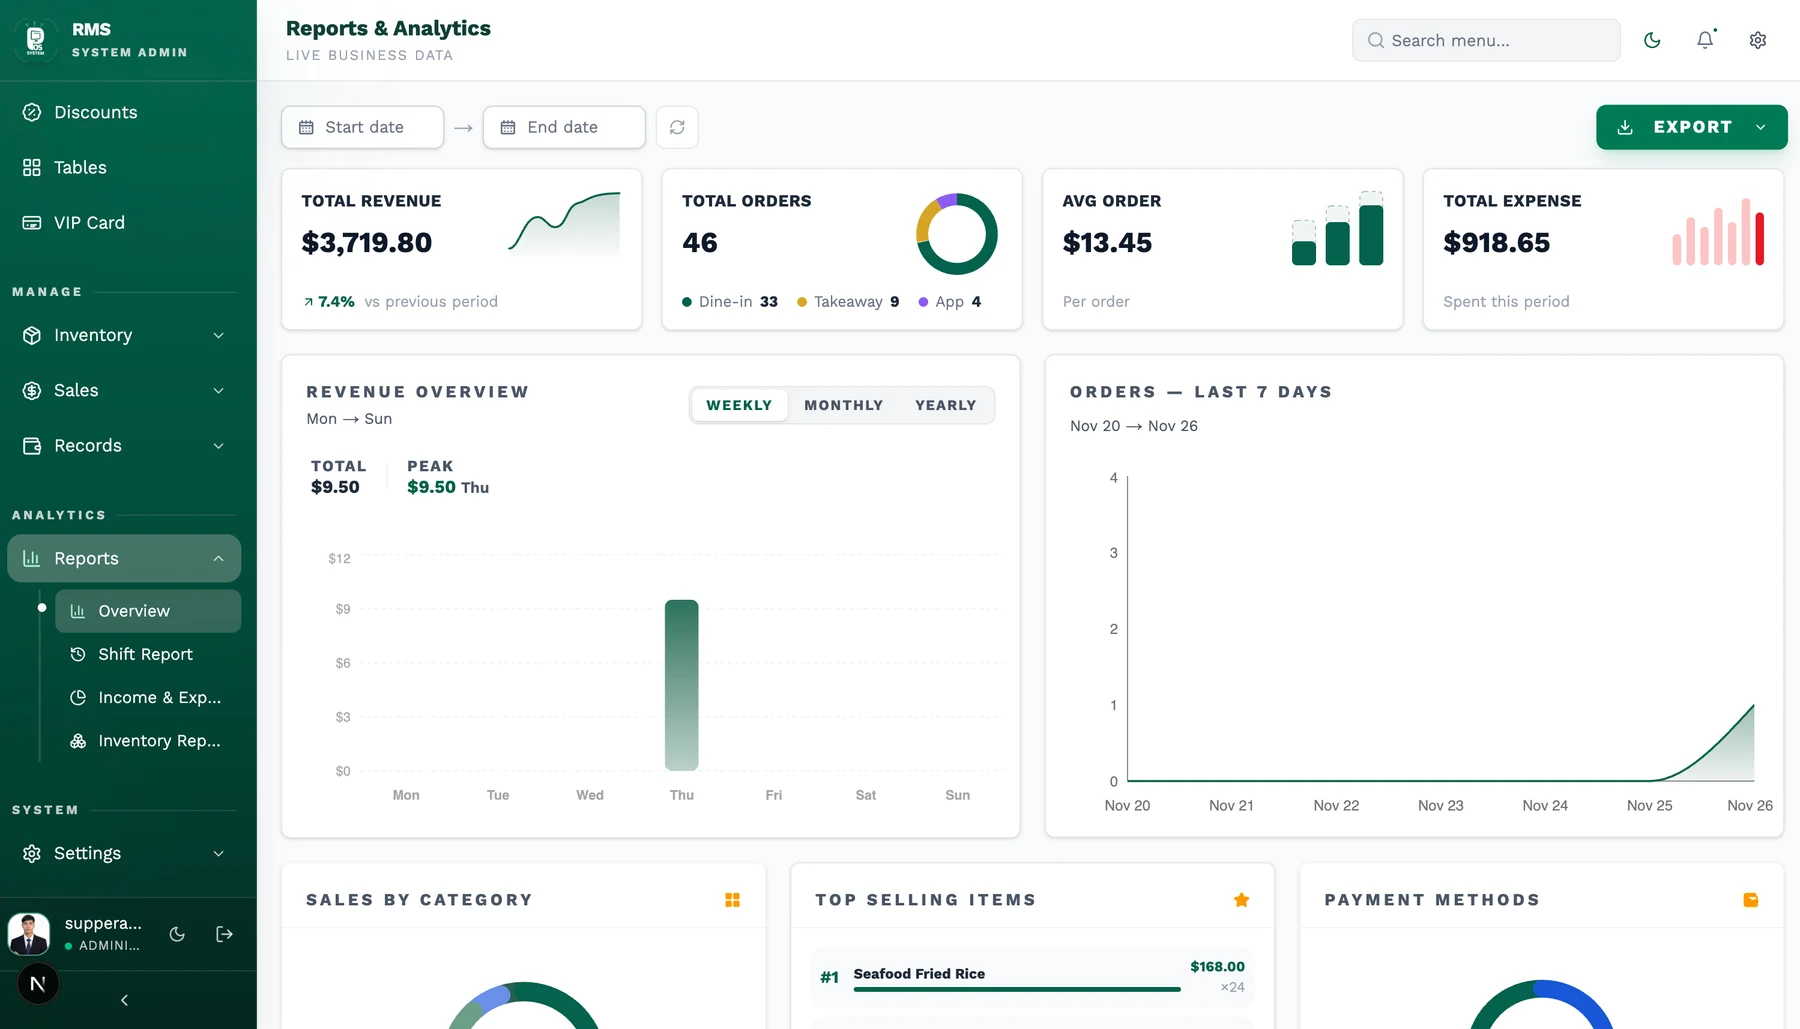 RMS
SYSTEM ADMIN
Discounts
Tables
VIP Card
MANAGE
Inventory
Sales
Records
ANALYTICS
Reports
Overview
Shift Report
Income & Exp...
Inventory Rep...
SYSTEM
Settings
suppera...
ADMINI...
N
Reports & Analytics
LIVE BUSINESS DATA
Search menu...
Start date → End date
EXPORT
TOTAL REVENUE
$3,719.80
7.4% vs previous period
TOTAL ORDERS
46
Dine-in 33 Takeaway 9 App 4
AVG ORDER
$13.45
Per order
TOTAL EXPENSE
$918.65
Spent this period
REVENUE OVERVIEW
Mon → Sun
WEEKLY MONTHLY YEARLY
TOTAL PEAK
$9.50 $9.50 Thu
$12
$9
$6
$3
$0
Mon Tue Wed Thu Fri Sat Sun
ORDERS — LAST 7 DAYS
Nov 20 → Nov 26
4
3
2
1
0
Nov 20 Nov 21 Nov 22 Nov 23 Nov 24 Nov 25 Nov 26
SALES BY CATEGORY
TOP SELLING ITEMS
#1 Seafood Fried Rice $168.00
×24
PAYMENT METHODS